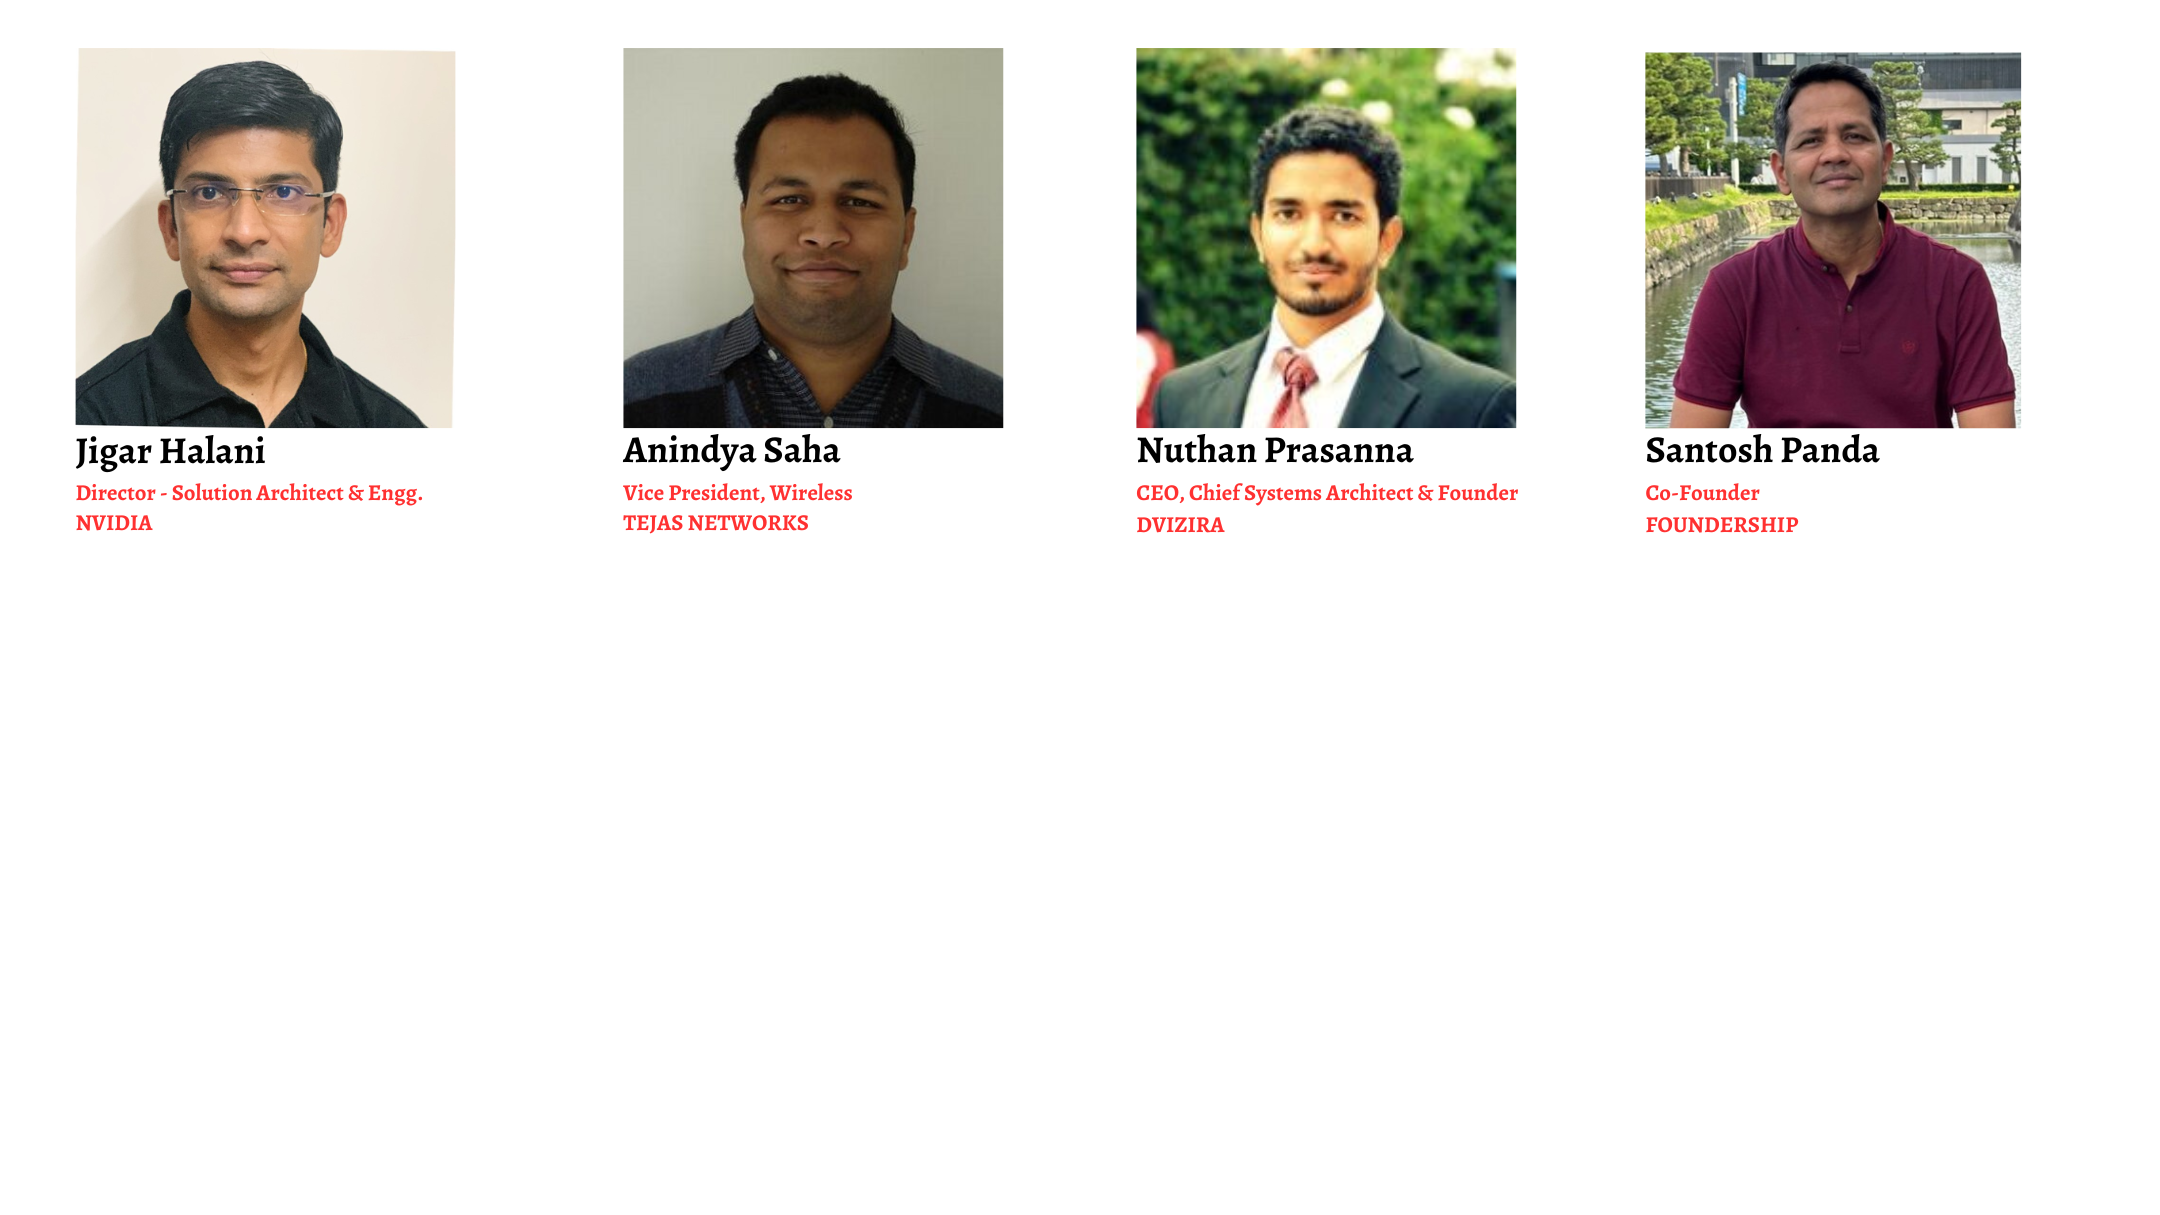 Jigar Halani
Director - Solution Architect & Engg.
NVIDIA
Anindya Saha
Vice President, Wireless
TEJAS NETWORKS
Nuthan Prasanna
CEO, Chief Systems Architect & Founder
DVIZIRA
Santosh Panda
Co-Founder
FOUNDERSHIP